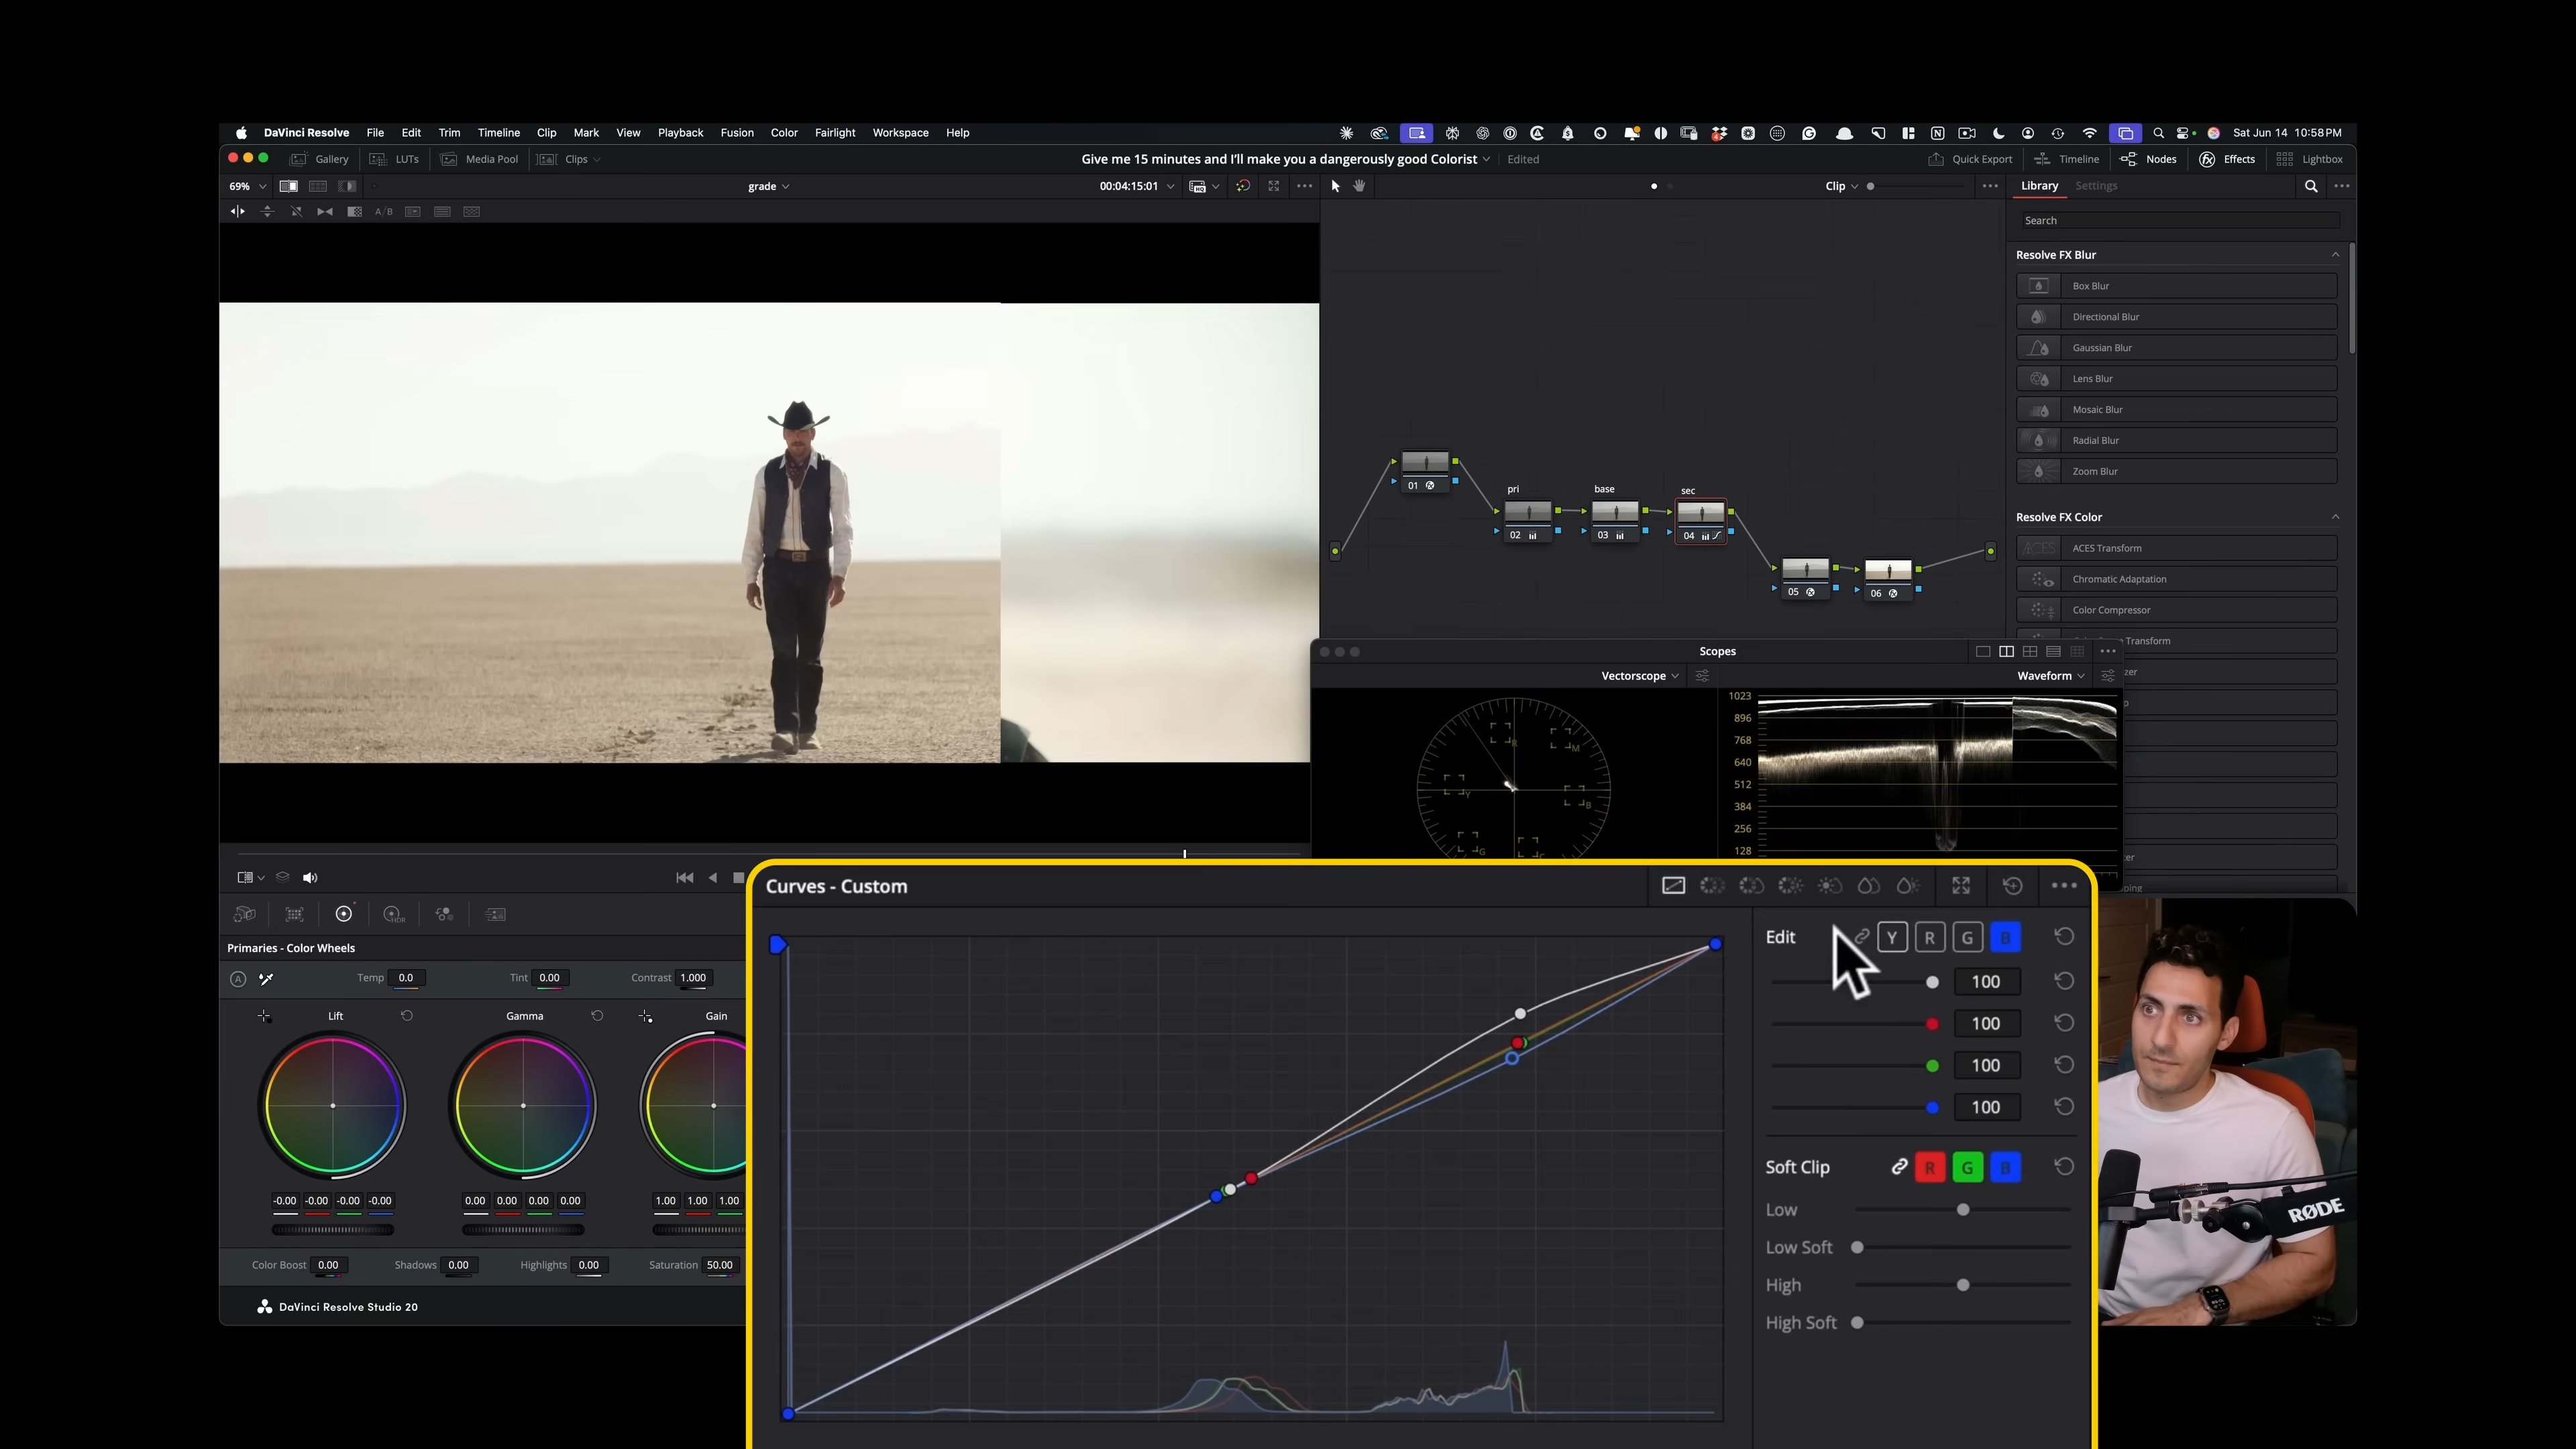 DaVinci Resolve File Edit Trim Timeline Clip Mark View Playback Fusion Color Fairlight Workspace Help
Sat Jun 14 10:58 PM
Gallery LUTs Media Pool Clips
Give me 15 minutes and I'll make you a dangerously good Colorist Edited
Quick Export Timeline Nodes Effects Lightbox
69%
grade
00:04:15:01
Clip
Library Settings
A/B
Search
Resolve FX Blur
Box Blur
Directional Blur
Gaussian Blur
Lens Blur
Mosaic Blur
Radial Blur
Zoom Blur
Resolve FX Color
ACES Transform
Chromatic Adaptation
Color Compressor
Transform
01
pri
base
sec
02
03
04
05
06
Scopes
Vectorscope
Waveform
R
M
Y
B
G
C
1023
896
768
640
512
384
256
128
HDR
Primaries - Color Wheels
A
Temp 0.0 Tint 0.00 Contrast 1.000
Lift Gamma Gain
-0.00 -0.00 -0.00 -0.00
0.00 0.00 0.00 0.00
1.00 1.00 1.00
Color Boost 0.00 Shadows 0.00 Highlights 0.00 Saturation 50.00
DaVinci Resolve Studio 20
Curves - Custom
Edit Y R G B
100
100
100
100
Soft Clip R G B
Low
Low Soft
High
High Soft
RØDE